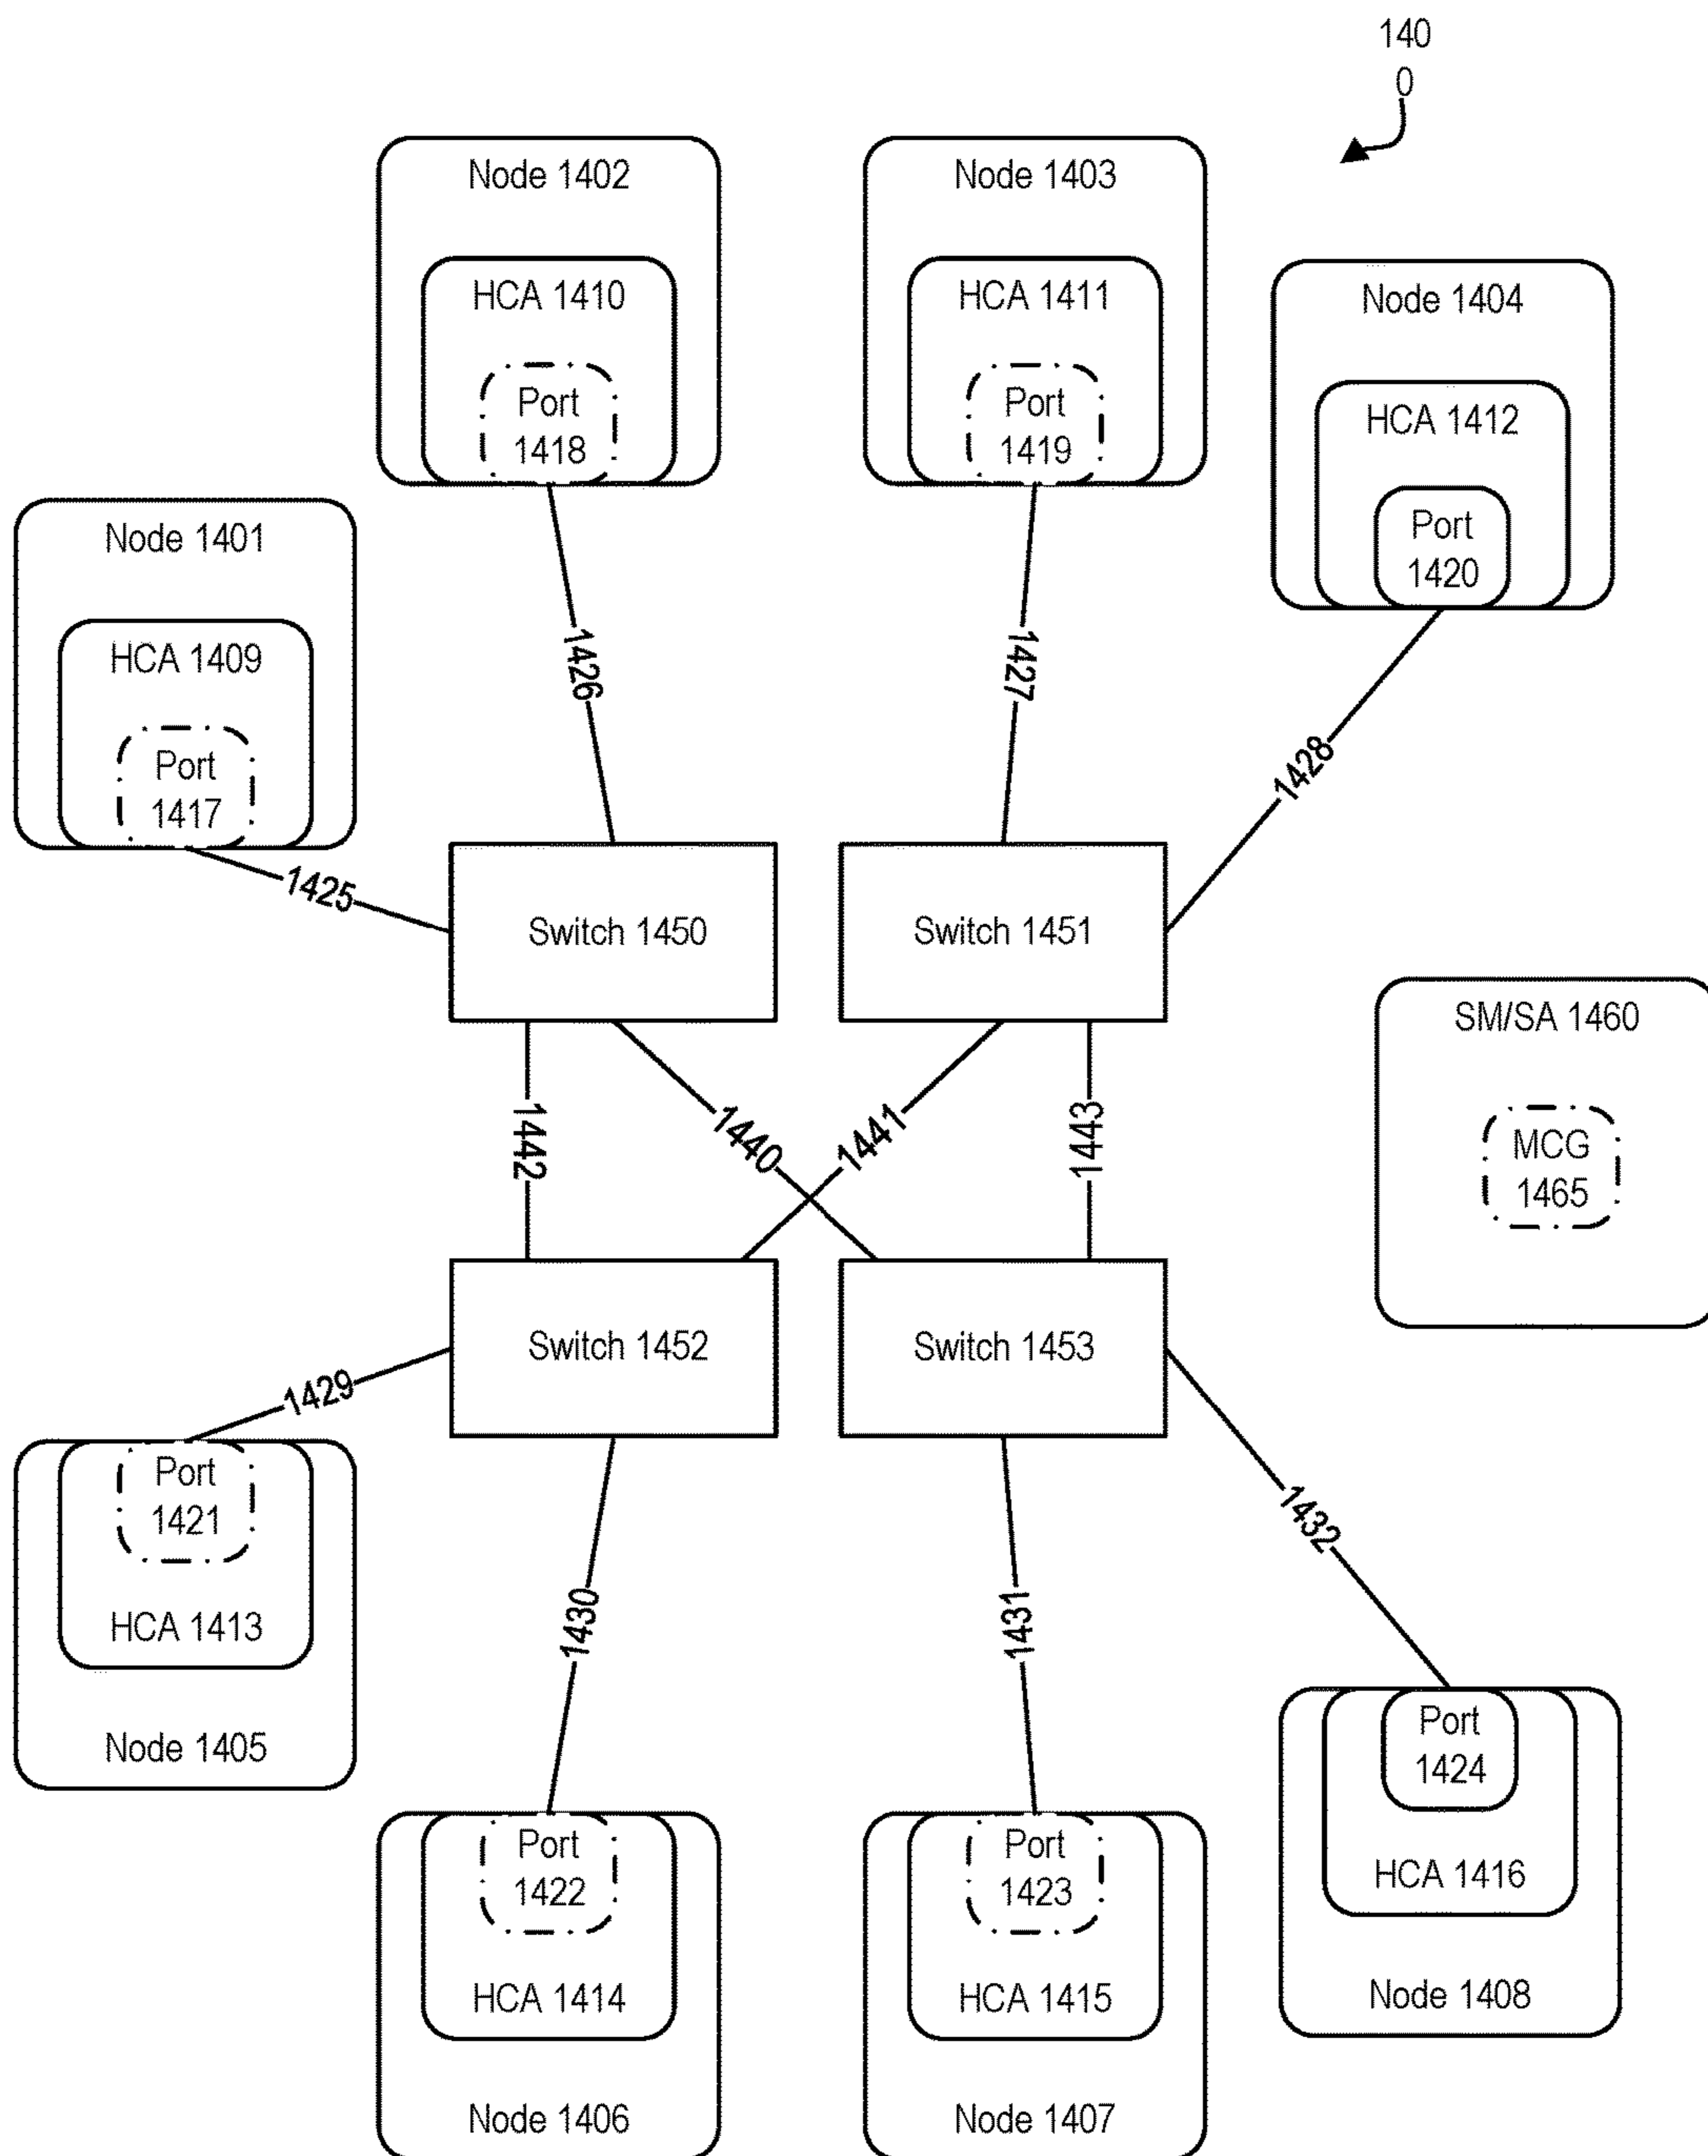 140
0
Node 1402
HCA 1410
Port
1418
Node 1403
HCA 1411
Port
1419
Node 1404
HCA 1412
Port
1420
Node 1401
HCA 1409
Port
1417
1426
1427
1428
1425
Switch 1450
Switch 1451
SM/SA 1460
MCG
1465
1442
1440
1441
1443
Switch 1452
Switch 1453
1429
1430
1431
1432
Port
1421
HCA 1413
Node 1405
Port
1422
HCA 1414
Node 1406
Port
1423
HCA 1415
Node 1407
Port
1424
HCA 1416
Node 1408